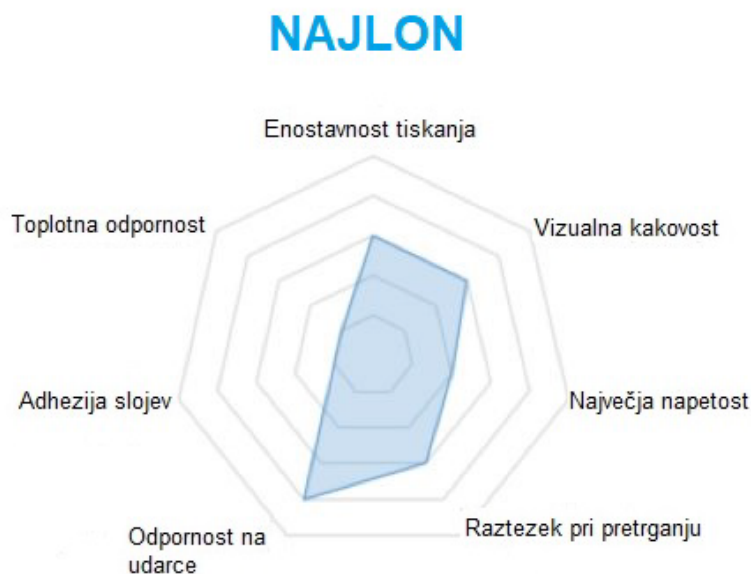 NAJLON
Enostavnost tiskanja
Toplotna odpornost
Vizualna kakovost
Adhezija slojev
Največja napetost
Odpornost na
udarce
Raztezek pri pretrganju